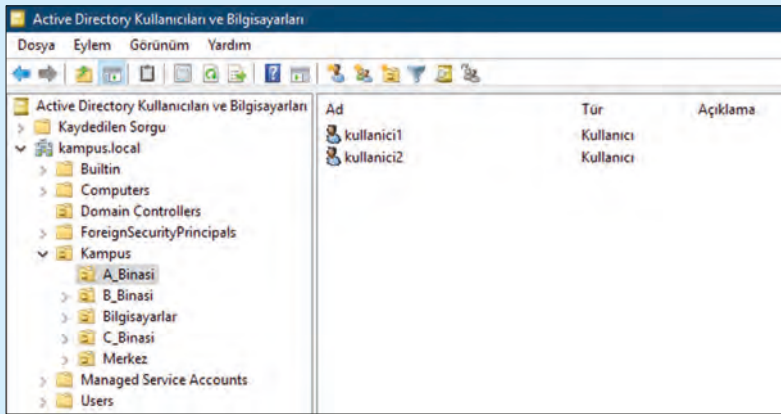 Active Directory Kullanıcıları ve Bilgisayarları
Dosya Eylem Görünüm Yardım
Active Directory Kullanıcıları ve Bilgisayarları
Kaydedilen Sorgu
kampus.local
Builtin
Computers
Domain Controllers
ForeignSecurityPrincipals
Kampus
A_Binasi
B_Binasi
Bilgisayarlar
C_Binasi
Merkez
Managed Service Accounts
Users
Ad Tür Açıklama
kullanici1 Kullanıcı
kullanici2 Kullanıcı